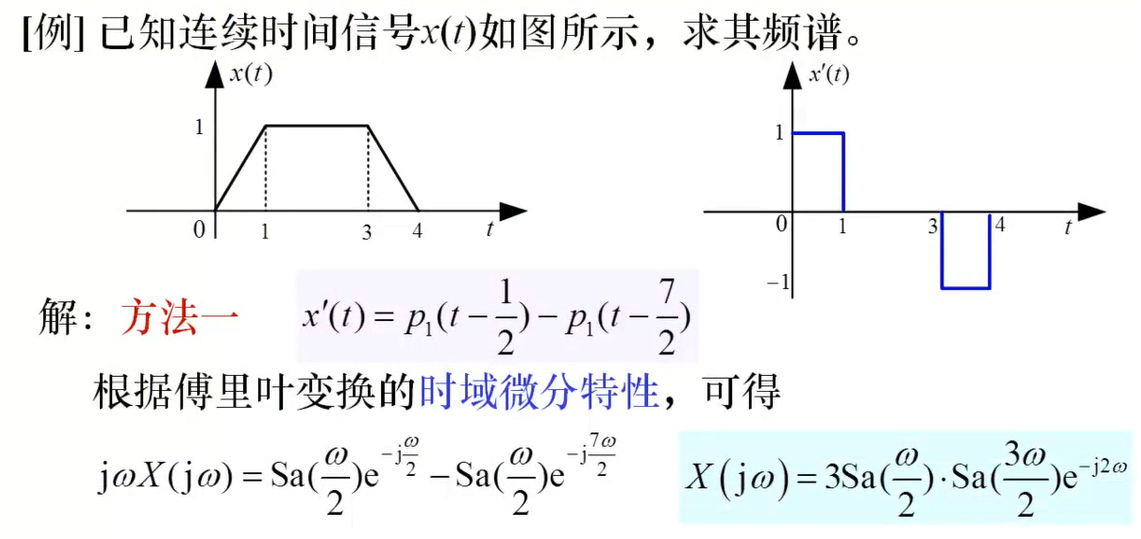 [例] 已知连续时间信号x(t)如图所示，求其频谱。
x(t)
1
0 1 3 4 t
x′(t)
1
0 1 3 4 t
−1
解：方法一 x′(t) = p₁(t − 1/2) − p₁(t − 7/2)
根据傅里叶变换的时域微分特性，可得
jωX(jω) = Sa(ω/2)e^(−jω/2) − Sa(ω/2)e^(−j7ω/2) X(jω) = 3Sa(ω/2)·Sa(3ω/2)e^(−j2ω)